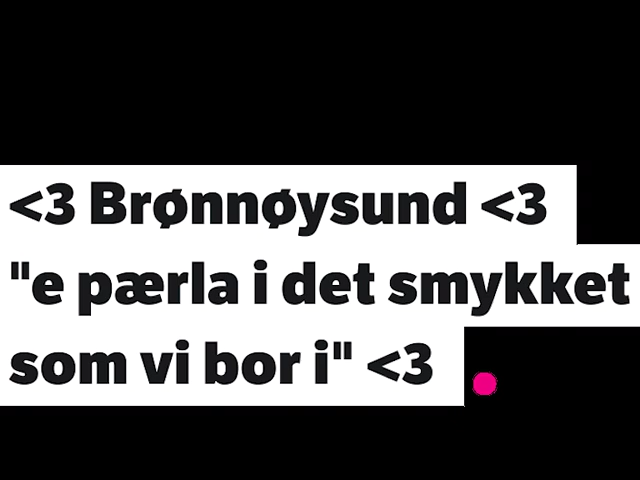 <3 Brønnøysund <3
"e pærla i det smykket
som vi bor i" <3